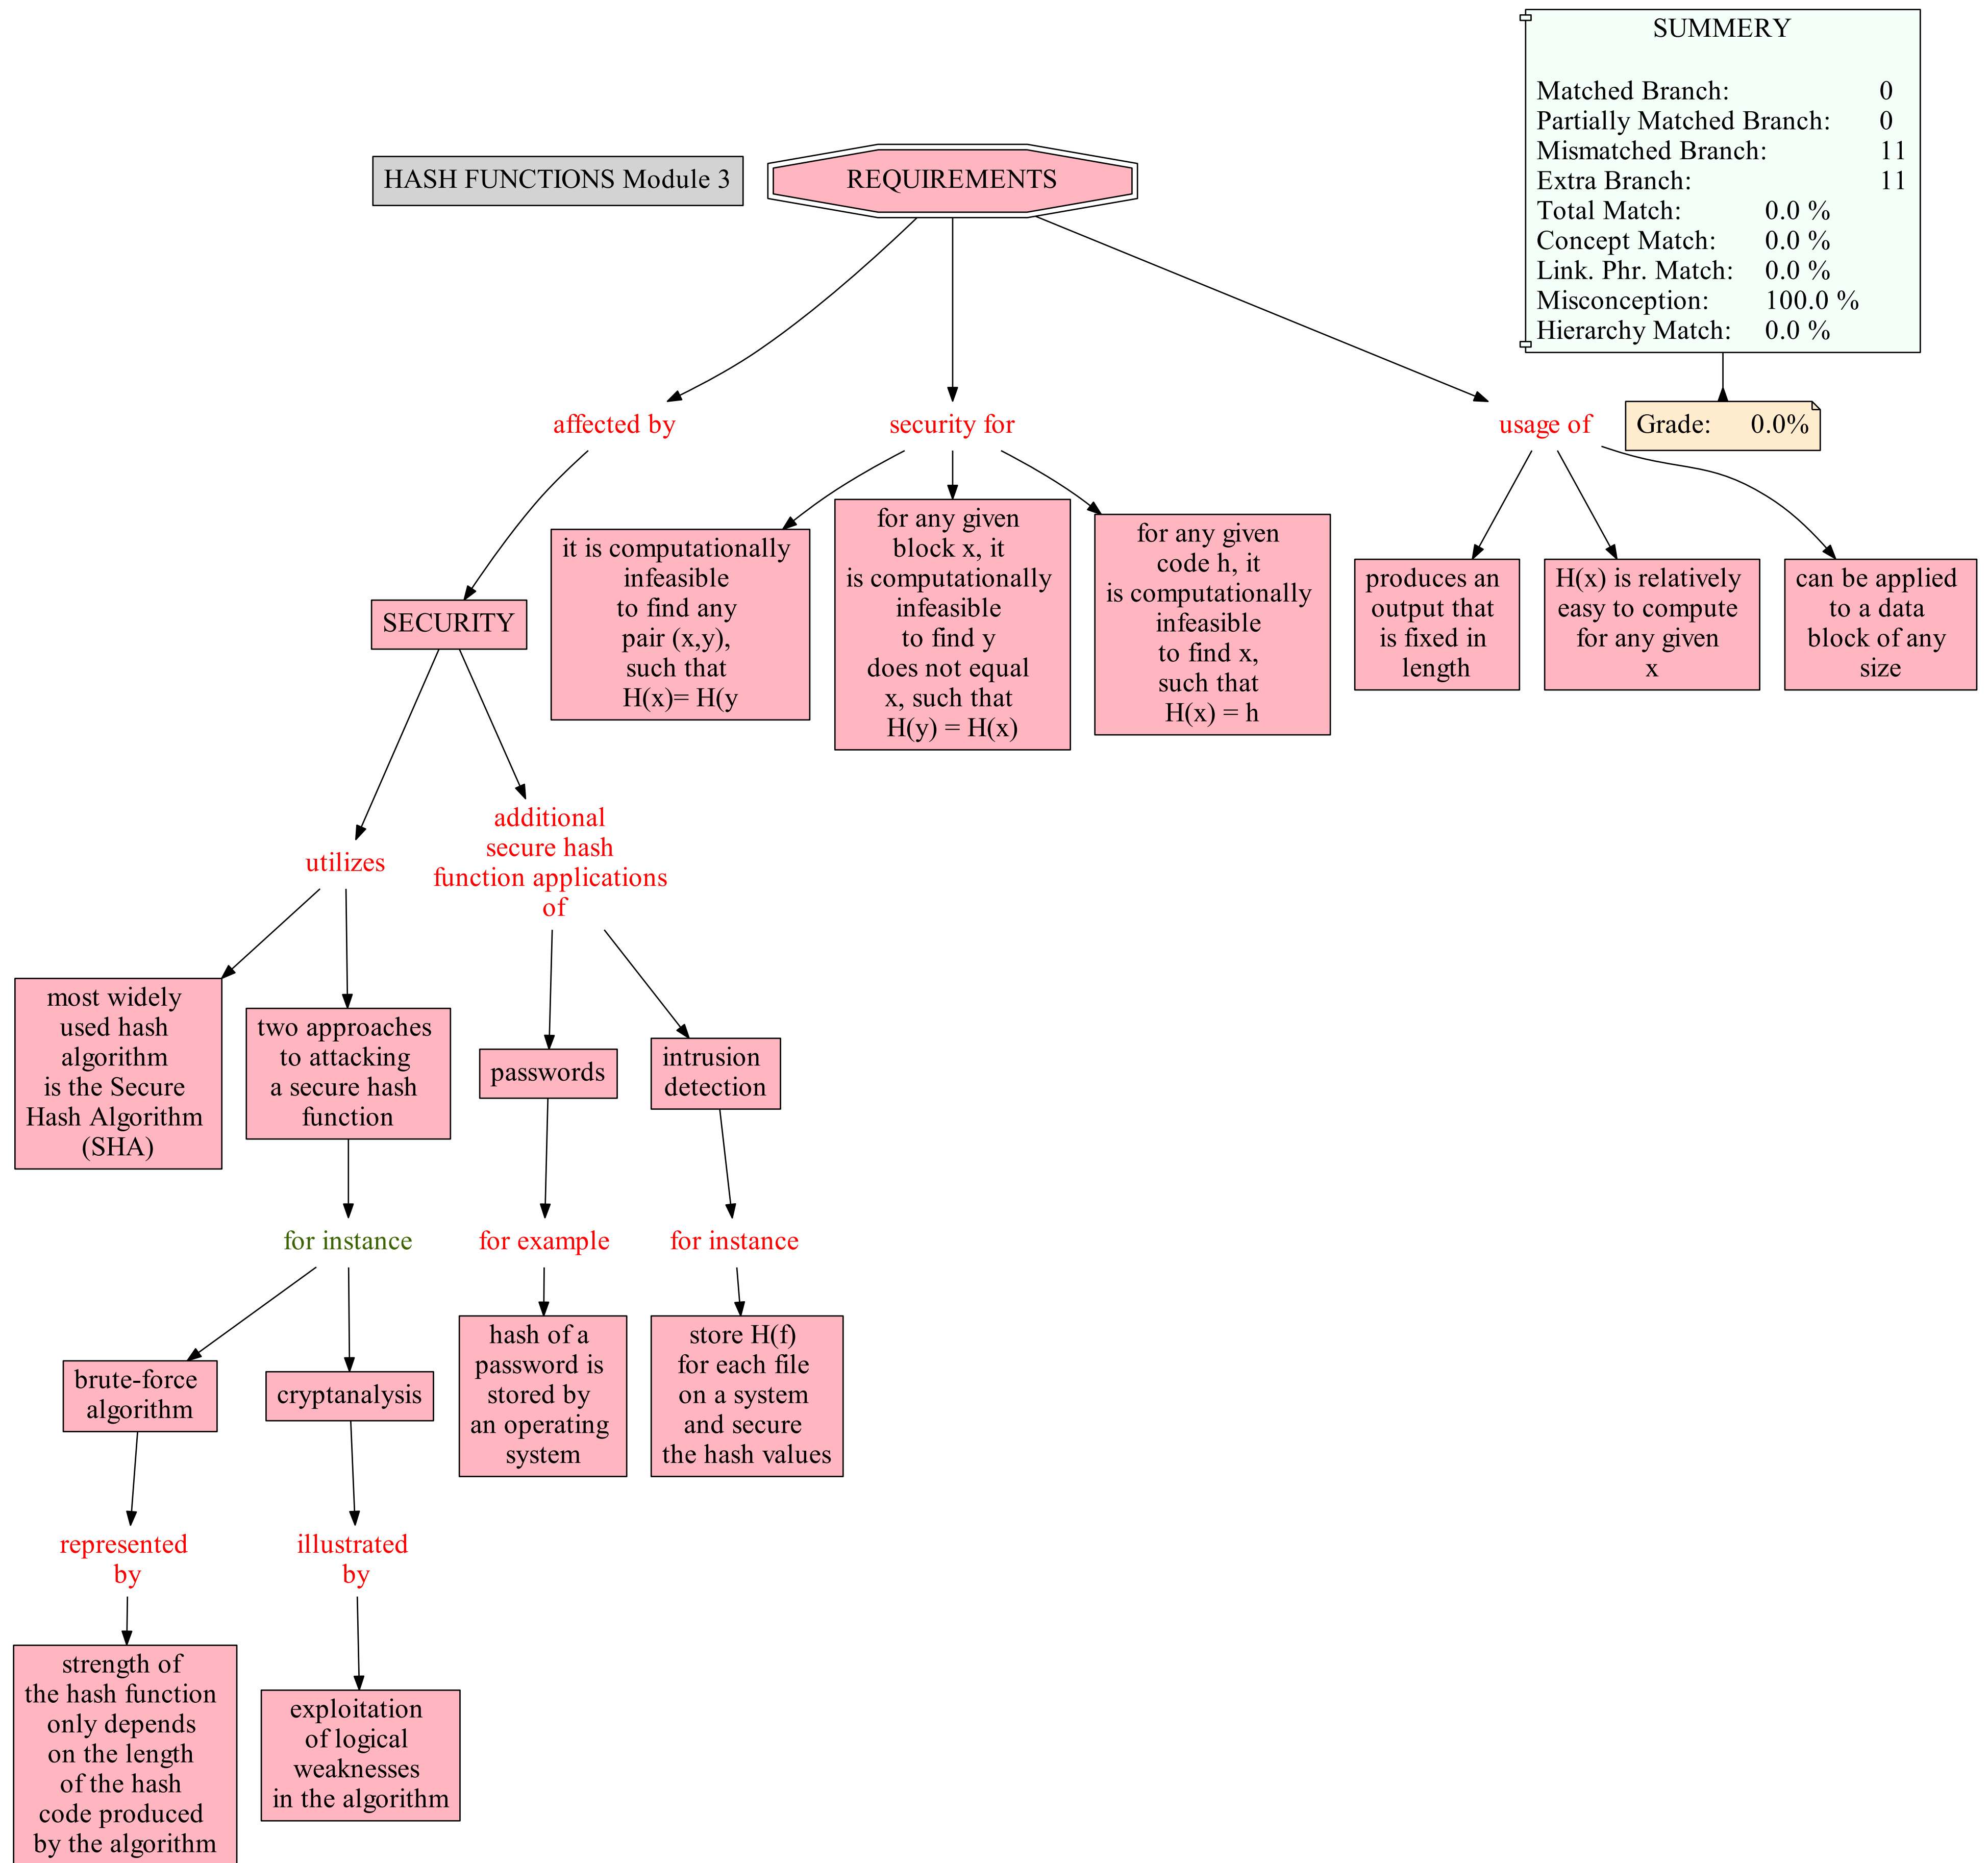 SUMMERY
Matched Branch: 0
Partially Matched Branch: 0
Mismatched Branch: 11
Extra Branch: 11
Total Match: 0.0 %
Concept Match: 0.0 %
Link. Phr. Match: 0.0 %
Misconception: 100.0 %
Hierarchy Match: 0.0 %
HASH FUNCTIONS Module 3
REQUIREMENTS
affected by
security for
usage of
Grade: 0.0%
it is computationally
infeasible
to find any
pair (x,y),
such that
H(x)= H(y
for any given
block x, it
is computationally
infeasible
to find y
does not equal
x, such that
H(y) = H(x)
for any given
code h, it
is computationally
infeasible
to find x,
such that
H(x) = h
produces an
output that
is fixed in
length
H(x) is relatively
easy to compute
for any given
x
can be applied
to a data
block of any
size
SECURITY
utilizes
additional
secure hash
function applications
of
most widely
used hash
algorithm
is the Secure
Hash Algorithm
(SHA)
two approaches
to attacking
a secure hash
function
passwords
intrusion
detection
for instance
for example
for instance
brute-force
algorithm
cryptanalysis
hash of a
password is
stored by
an operating
system
store H(f)
for each file
on a system
and secure
the hash values
represented
by
illustrated
by
strength of
the hash function
only depends
on the length
of the hash
code produced
by the algorithm
exploitation
of logical
weaknesses
in the algorithm